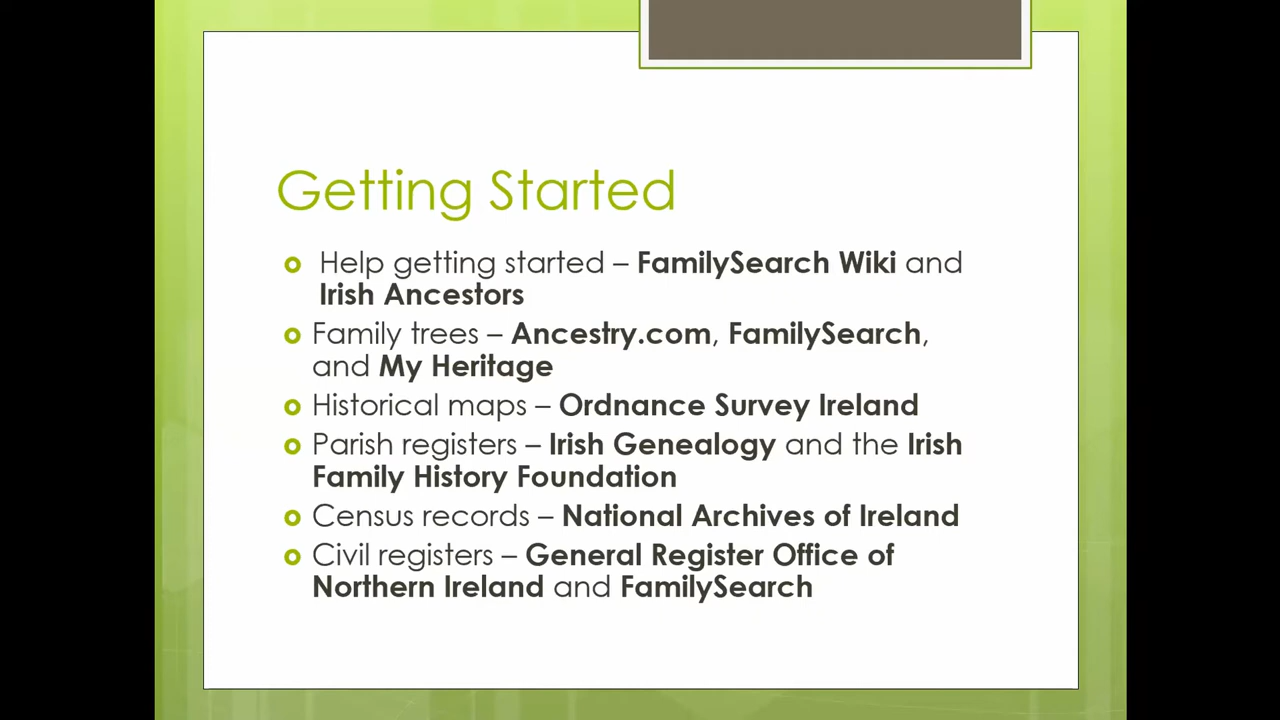 Getting Started
Help getting started – FamilySearch Wiki and
Irish Ancestors
Family trees – Ancestry.com, FamilySearch,
and My Heritage
Historical maps – Ordnance Survey Ireland
Parish registers – Irish Genealogy and the Irish
Family History Foundation
Census records – National Archives of Ireland
Civil registers – General Register Office of
Northern Ireland and FamilySearch